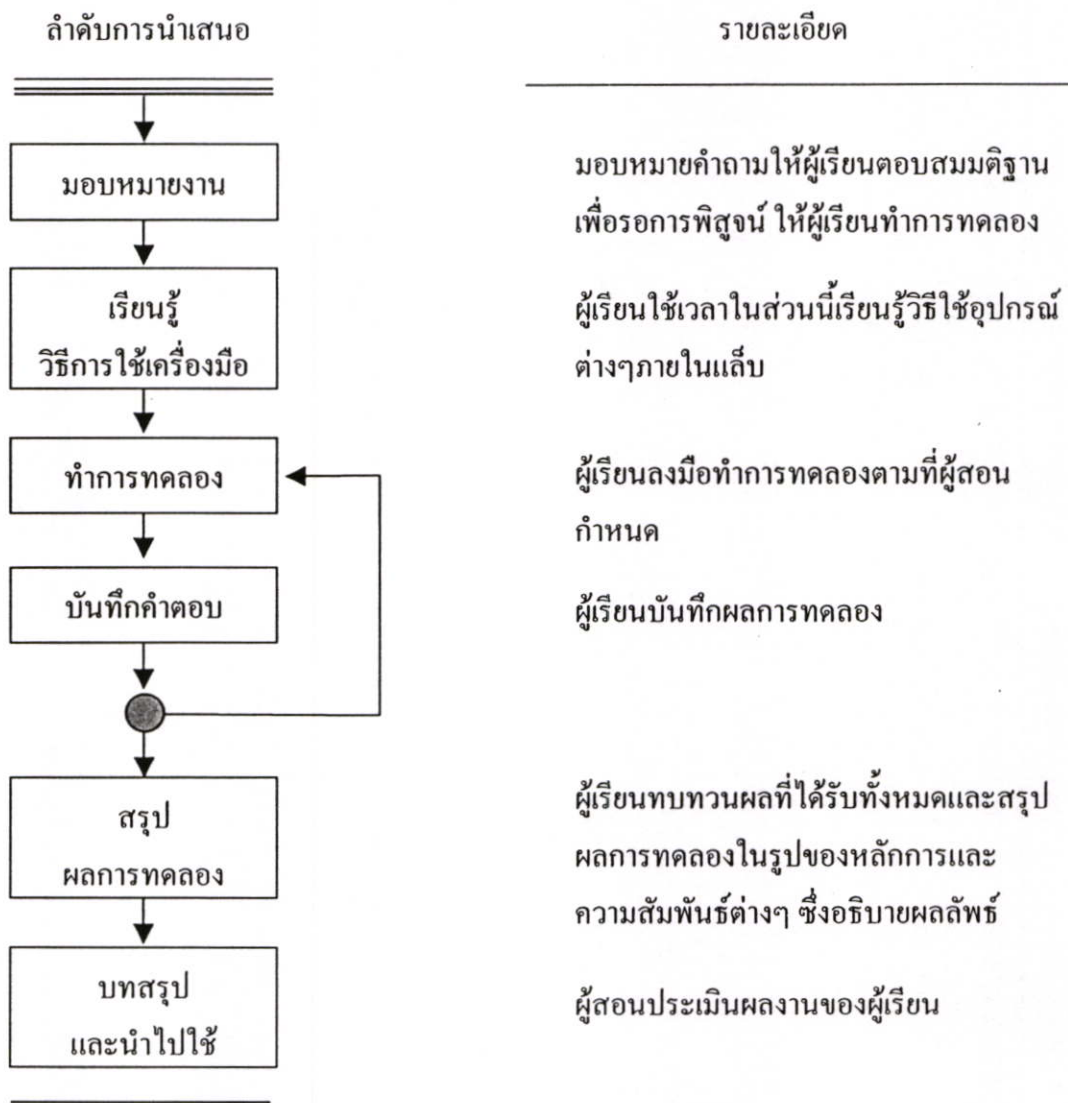 ลำดับการนำเสนอ
รายละเอียด
มอบหมายงาน
มอบหมายคำถามให้ผู้เรียนตอบสมมติฐาน
เพื่อรอการพิสูจน์ ให้ผู้เรียนทำการทดลอง
เรียนรู้
วิธีการใช้เครื่องมือ
ผู้เรียนใช้เวลาในส่วนนี้เรียนรู้วิธีใช้อุปกรณ์
ต่างๆภายในแล็บ
ทำการทดลอง
ผู้เรียนลงมือทำการทดลองตามที่ผู้สอน
กำหนด
บันทึกคำตอบ
ผู้เรียนบันทึกผลการทดลอง
สรุป
ผลการทดลอง
ผู้เรียนทบทวนผลที่ได้รับทั้งหมดและสรุป
ผลการทดลองในรูปของหลักการและ
ความสัมพันธ์ต่างๆ ซึ่งอธิบายผลลัพธ์
บทสรุป
และนำไปใช้
ผู้สอนประเมินผลงานของผู้เรียน